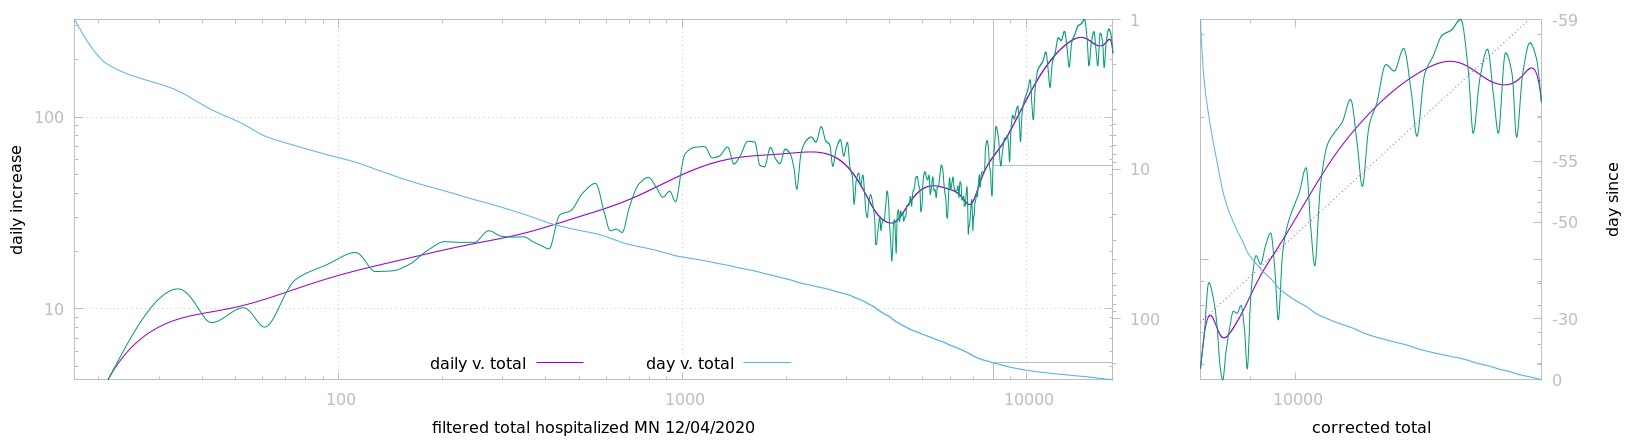 daily increase
100
10
100
1000
10000
1
10
100
daily v. total
day v. total
filtered total hospitalized MN 12/04/2020
-59
-55
-50
-30
0
day since
10000
corrected total